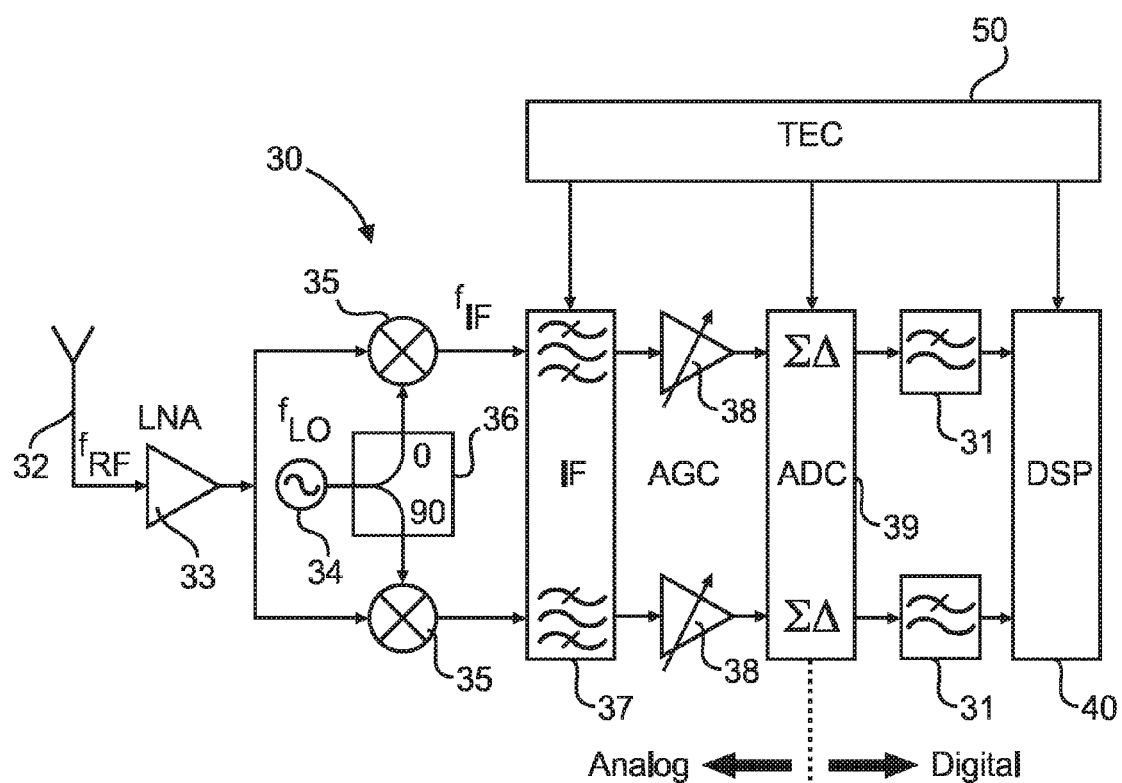 50
TEC
30
35
f IF
LNA
f LO
36
0
32
f RF
90
33
34
35
IF
37
AGC
38
38
ΣΔ
ADC
ΣΔ
39
31
31
DSP
40
Analog
Digital